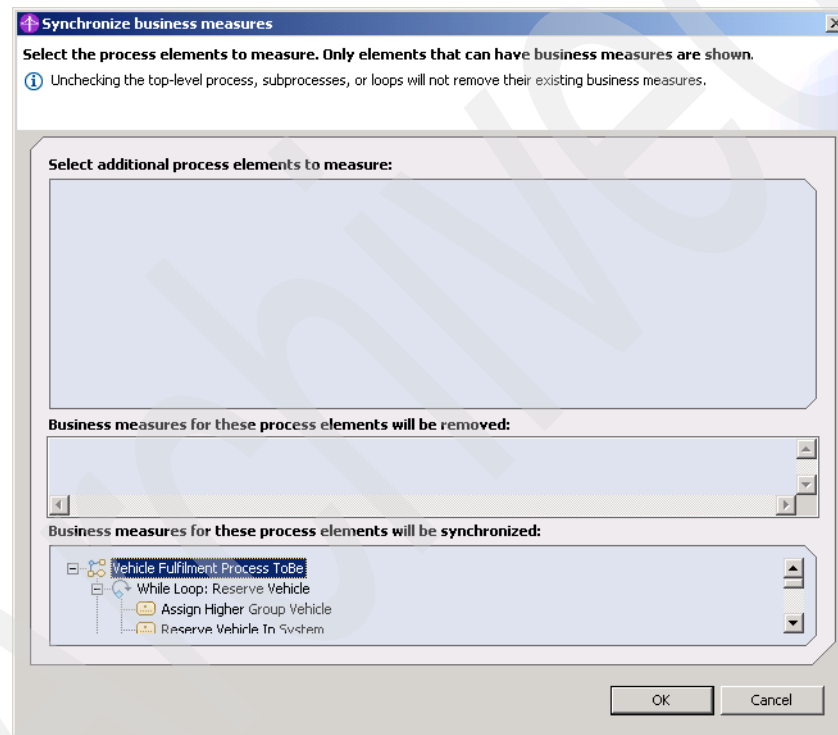 Synchronize business measures
Select the process elements to measure. Only elements that can have business measures are shown.
Unchecking the top-level process, subprocesses, or loops will not remove their existing business measures.
Select additional process elements to measure:
Business measures for these process elements will be removed:
Business measures for these process elements will be synchronized:
Vehicle Fulfilment Process ToBe
While Loop: Reserve Vehicle
Assign Higher Group Vehicle
Reserve Vehicle In System
OK
Cancel